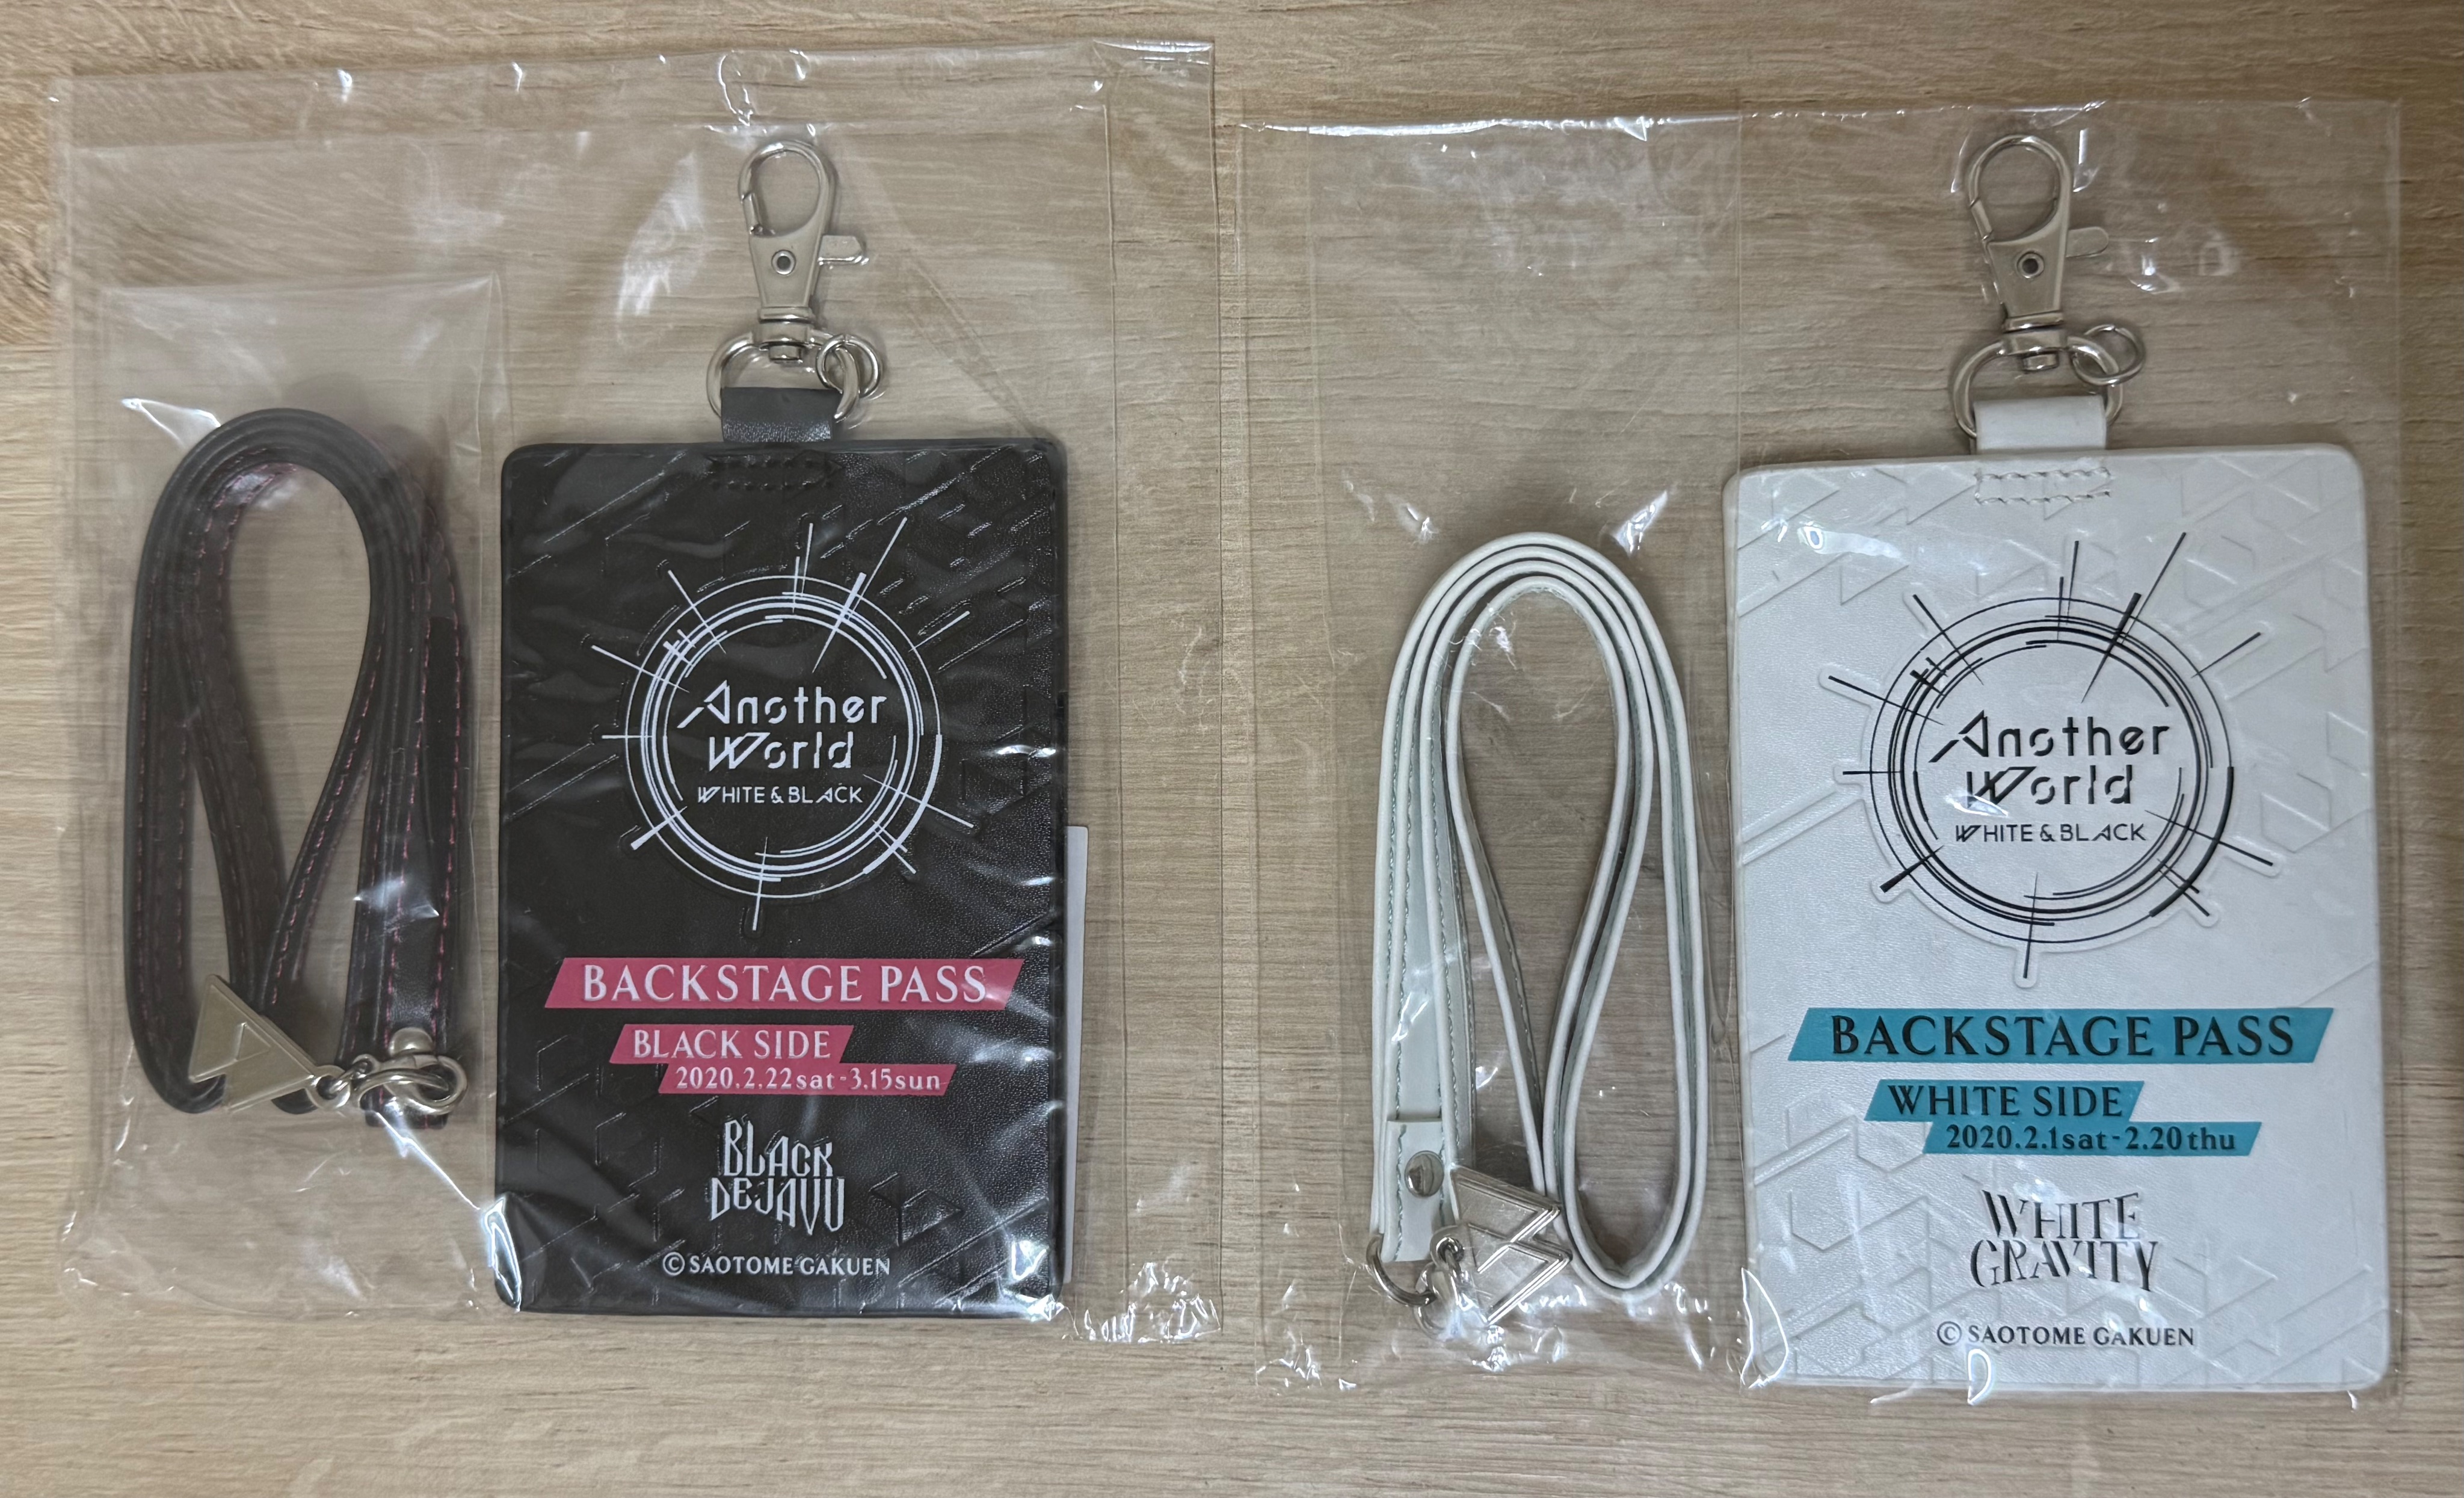 Another
World
WHITE & BLACK
BACKSTAGE PASS
BLACK SIDE
2020.2.22sat-3.15sun
BLACK
DEJAVU
© SAOTOME GAKUEN
Another
World
WHITE & BLACK
BACKSTAGE PASS
WHITE SIDE
2020.2.1sat-2.20thu
WHITE
GRAVITY
© SAOTOME GAKUEN